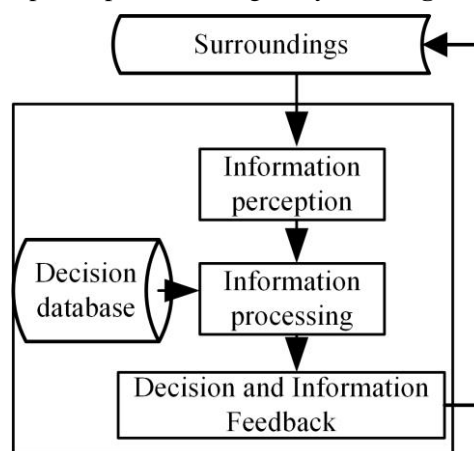 Surroundings
Information
perception
Decision
database
Information
processing
Decision and Information
Feedback